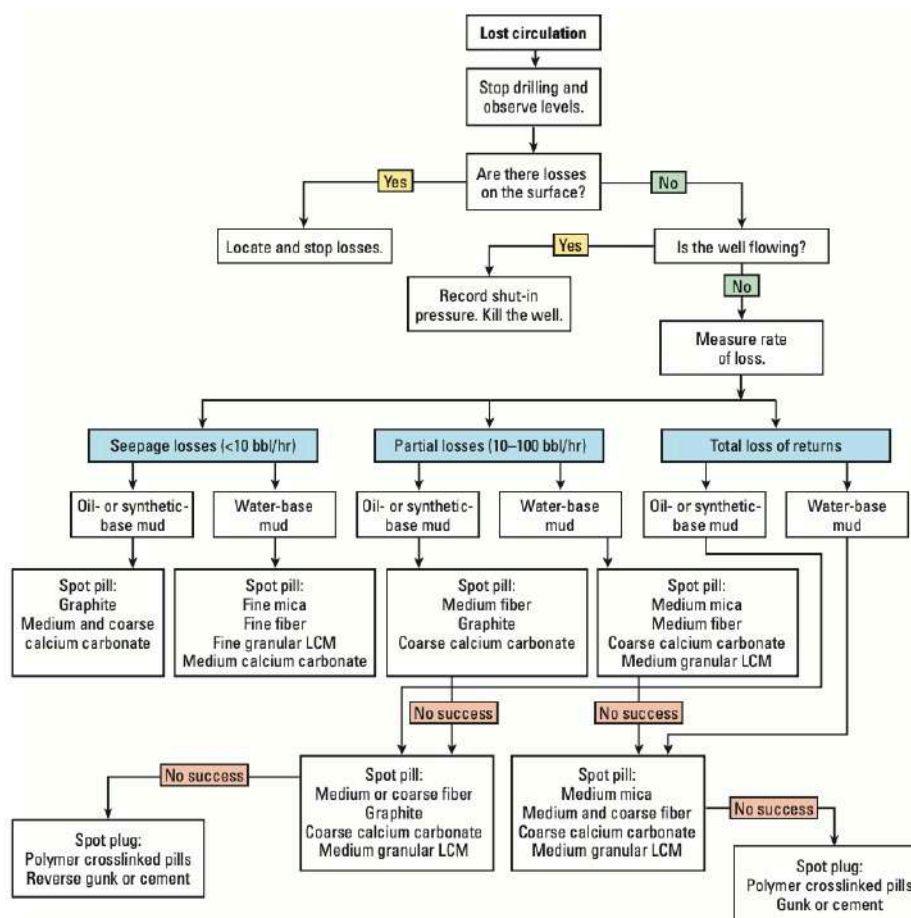 Lost circulation
Stop drilling and
observe levels.
Are there losses
on the surface?
Yes
No
Locate and stop losses.
Is the well flowing?
Yes
No
Record shut-in
pressure. Kill the well.
Measure rate
of loss.
Seepage losses (<10 bbl/hr)
Partial losses (10–100 bbl/hr)
Total loss of returns
Oil- or synthetic-
base mud
Water-base
mud
Oil- or synthetic-
base mud
Water-base
mud
Oil- or synthetic-
base mud
Water-base
mud
Spot pill:
Graphite
Medium and coarse
calcium carbonate
Spot pill:
Fine mica
Fine fiber
Fine granular LCM
Medium calcium carbonate
Spot pill:
Medium fiber
Graphite
Coarse calcium carbonate
Spot pill:
Medium mica
Medium fiber
Coarse calcium carbonate
Medium granular LCM
No success
No success
No success
Spot pill:
Medium or coarse fiber
Graphite
Coarse calcium carbonate
Medium granular LCM
Spot pill:
Medium mica
Medium and coarse fiber
Coarse calcium carbonate
Medium granular LCM
No success
Spot plug:
Polymer crosslinked pills
Reverse gunk or cement
Spot plug:
Polymer crosslinked pills
Gunk or cement